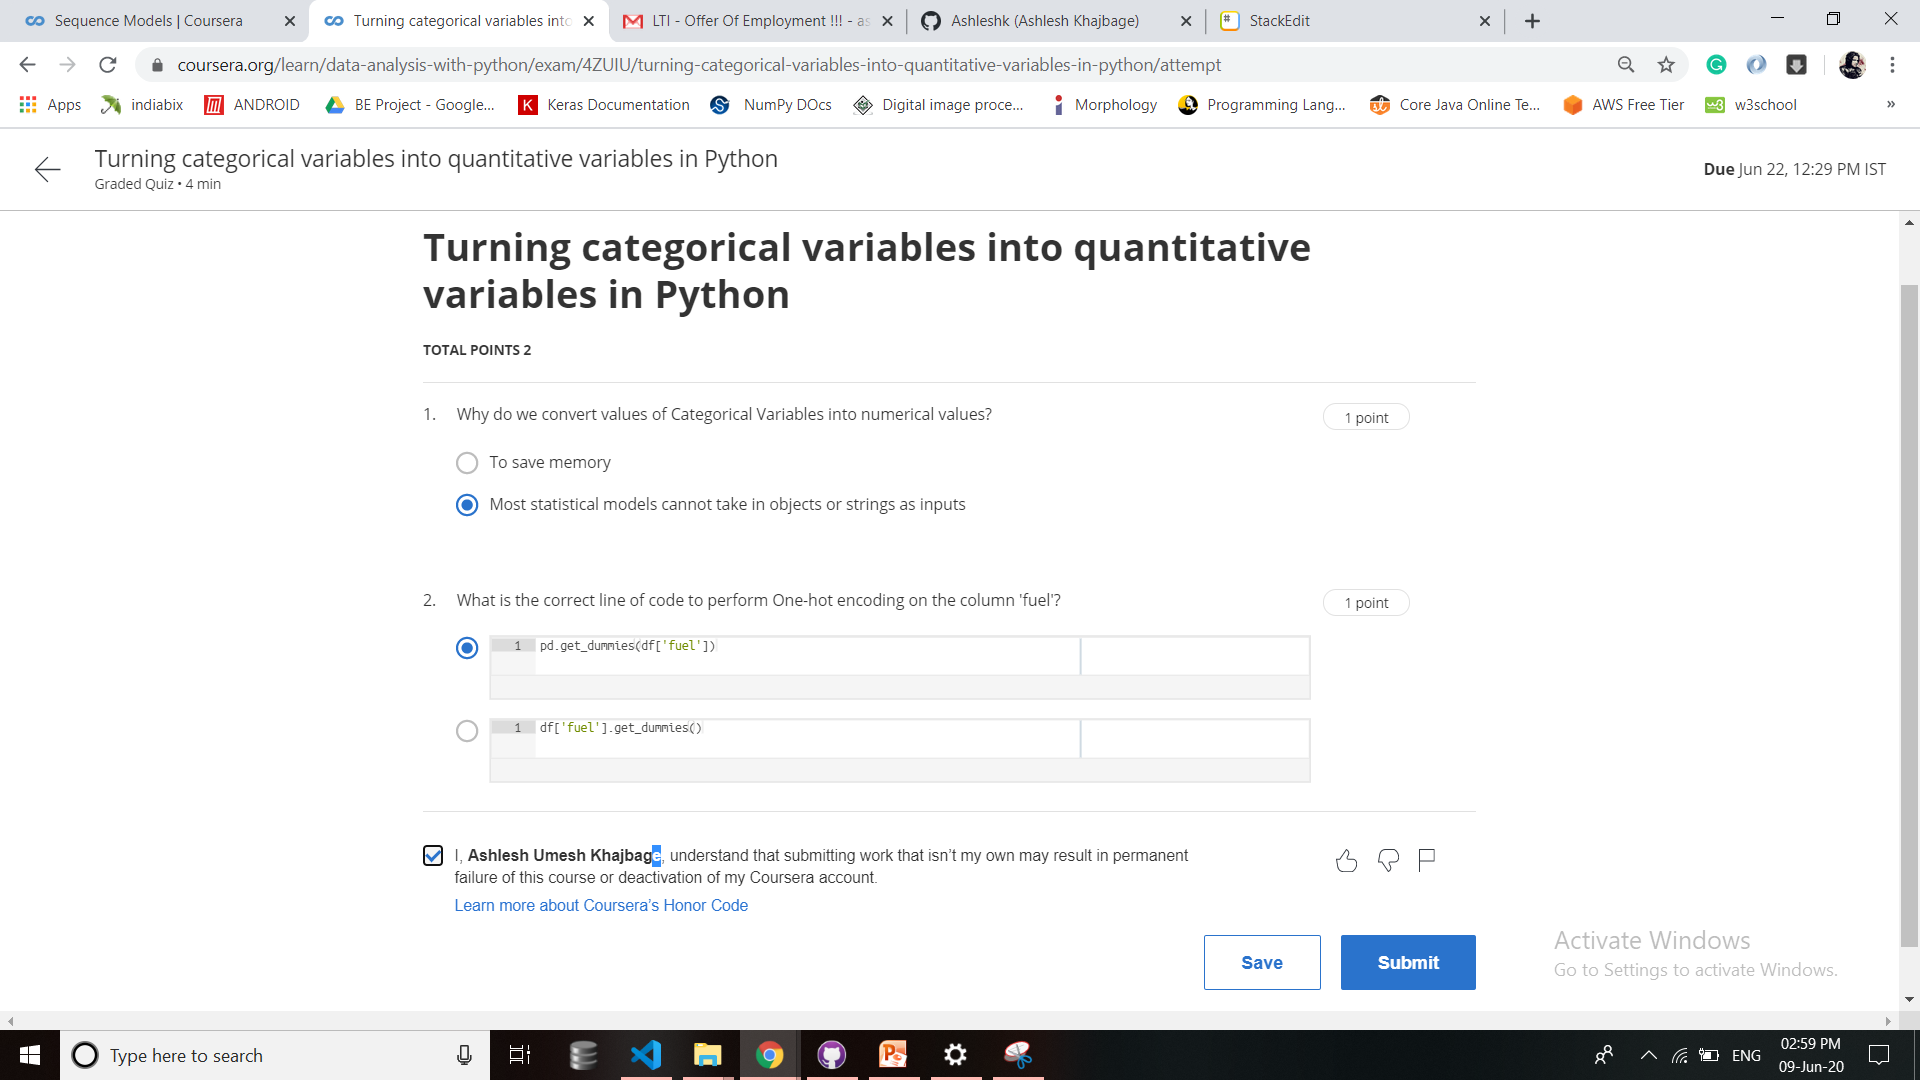 Sequence Models | Coursera
Turning categorical variables into
LTI - Offer Of Employment !!! - as
Ashleshk (Ashlesh Khajbage)
StackEdit
coursera.org/learn/data-analysis-with-python/exam/4ZUIU/turning-categorical-variables-into-quantitative-variables-in-python/attempt
Apps
indiabix
ANDROID
BE Project - Google...
Keras Documentation
NumPy DOcs
Digital image proce...
Morphology
Programming Lang...
Core Java Online Te...
AWS Free Tier
w3school
»
Turning categorical variables into quantitative variables in Python
Graded Quiz • 4 min
Due Jun 22, 12:29 PM IST
Turning categorical variables into quantitative
variables in Python
TOTAL POINTS 2
1. Why do we convert values of Categorical Variables into numerical values?
1 point
To save memory
Most statistical models cannot take in objects or strings as inputs
2. What is the correct line of code to perform One-hot encoding on the column 'fuel'?
1 point
1 pd.get_dummies(df['fuel'])
1 df['fuel'].get_dummies()
I, Ashlesh Umesh Khajbage, understand that submitting work that isn't my own may result in permanent
failure of this course or deactivation of my Coursera account.
Learn more about Coursera's Honor Code
Save
Submit
Activate Windows
Go to Settings to activate Windows.
Type here to search
ENG
02:59 PM
09-Jun-20